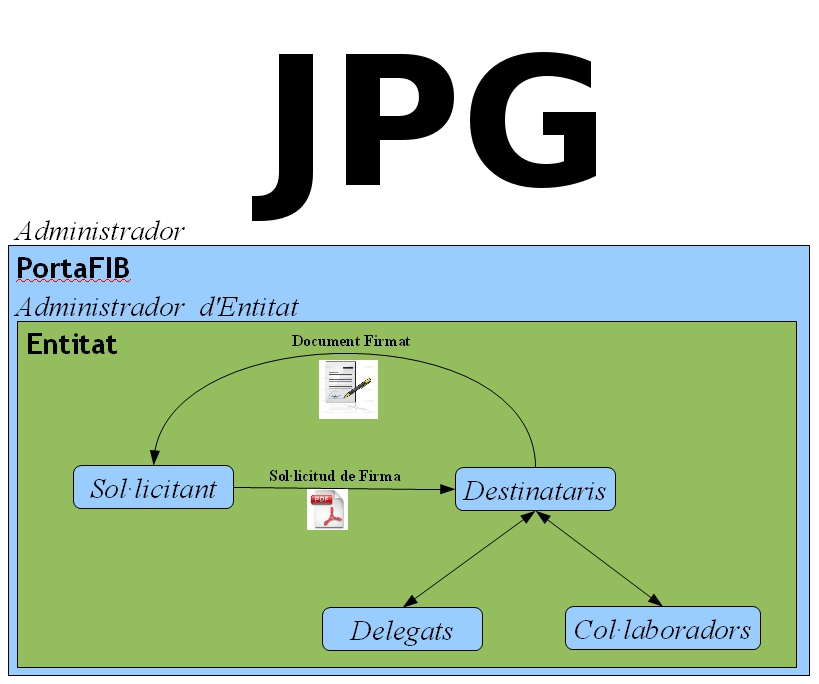 JPG
Administrador
PortaFIB
Administrador d'Entitat
Entitat
Document Firmat
Sol·licitud de Firma
PDF
Sol·licitant
Destinataris
Delegats
Col·laboradors